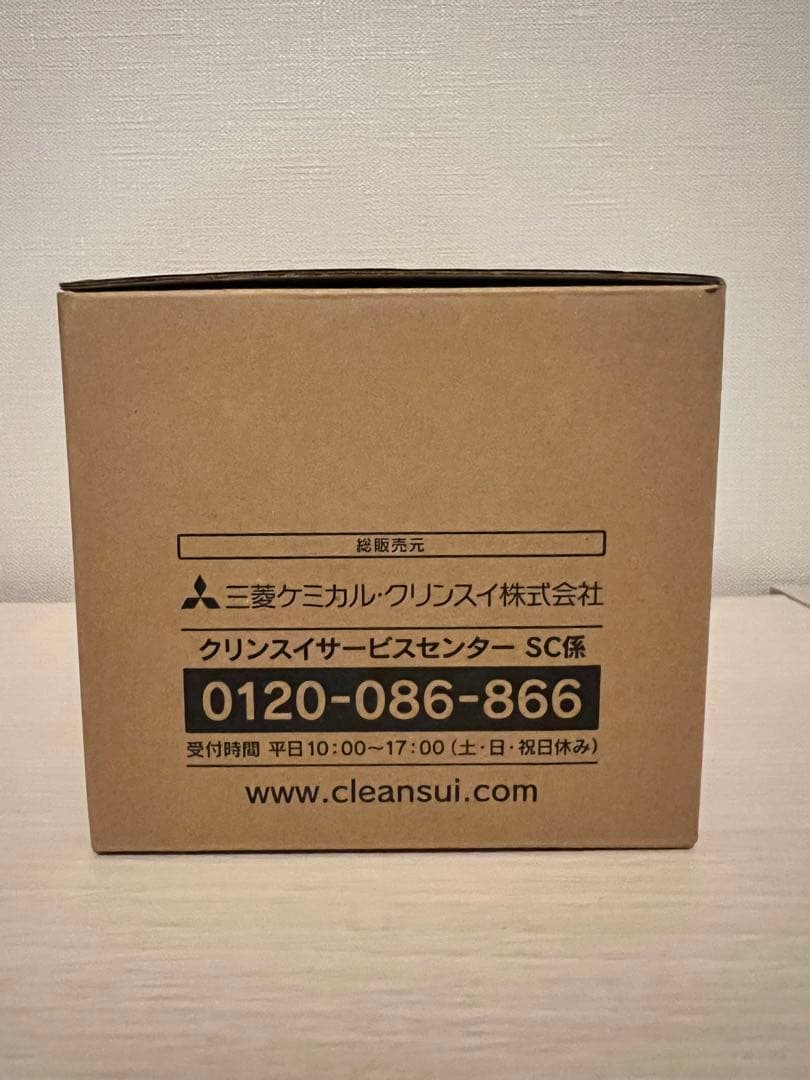 総販売元
三菱ケミカル・クリンスイ株式会社
クリンスイサービスセンター SC係
0120-086-866
受付時間 平日10:00～17:00(土・日・祝日休み)
www.cleansui.com